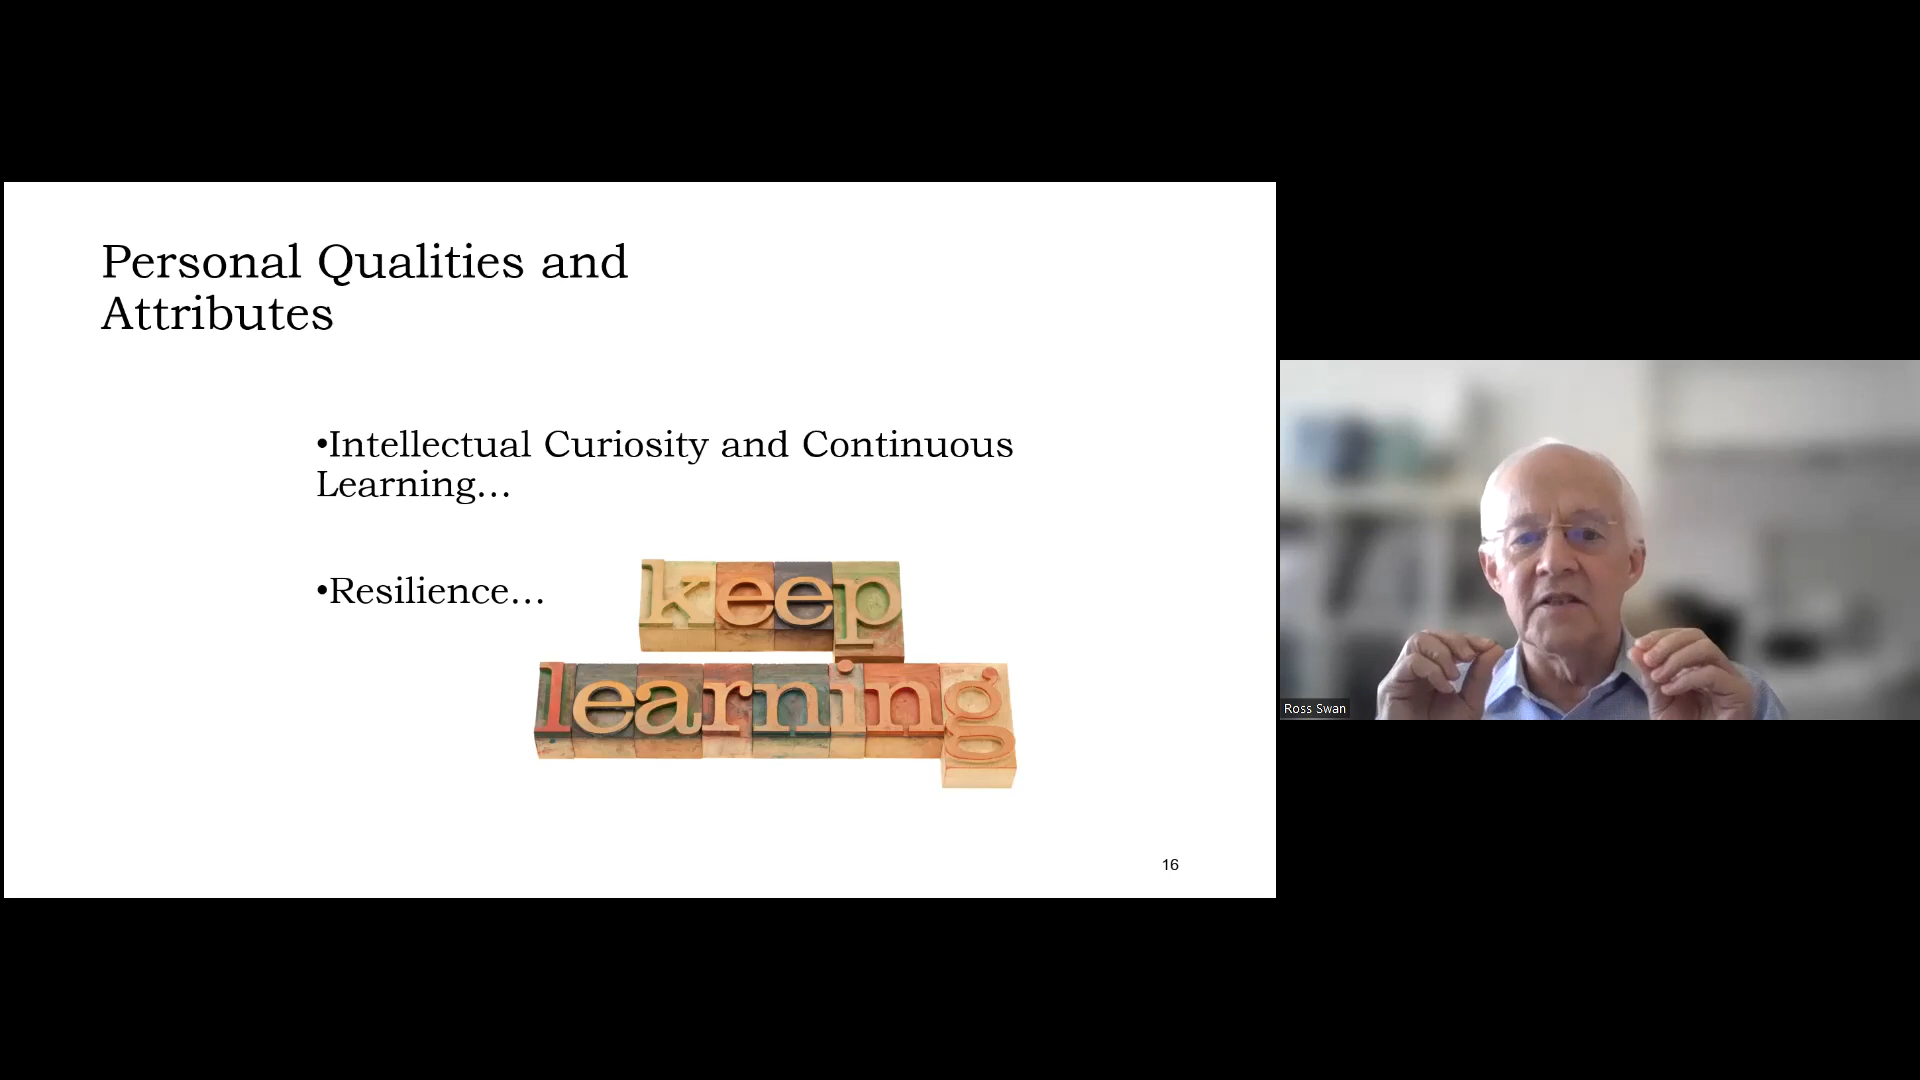 Personal Qualities and
Attributes
•Intellectual Curiosity and Continuous
Learning…
•Resilience…
keep
learning
16
Ross Swan